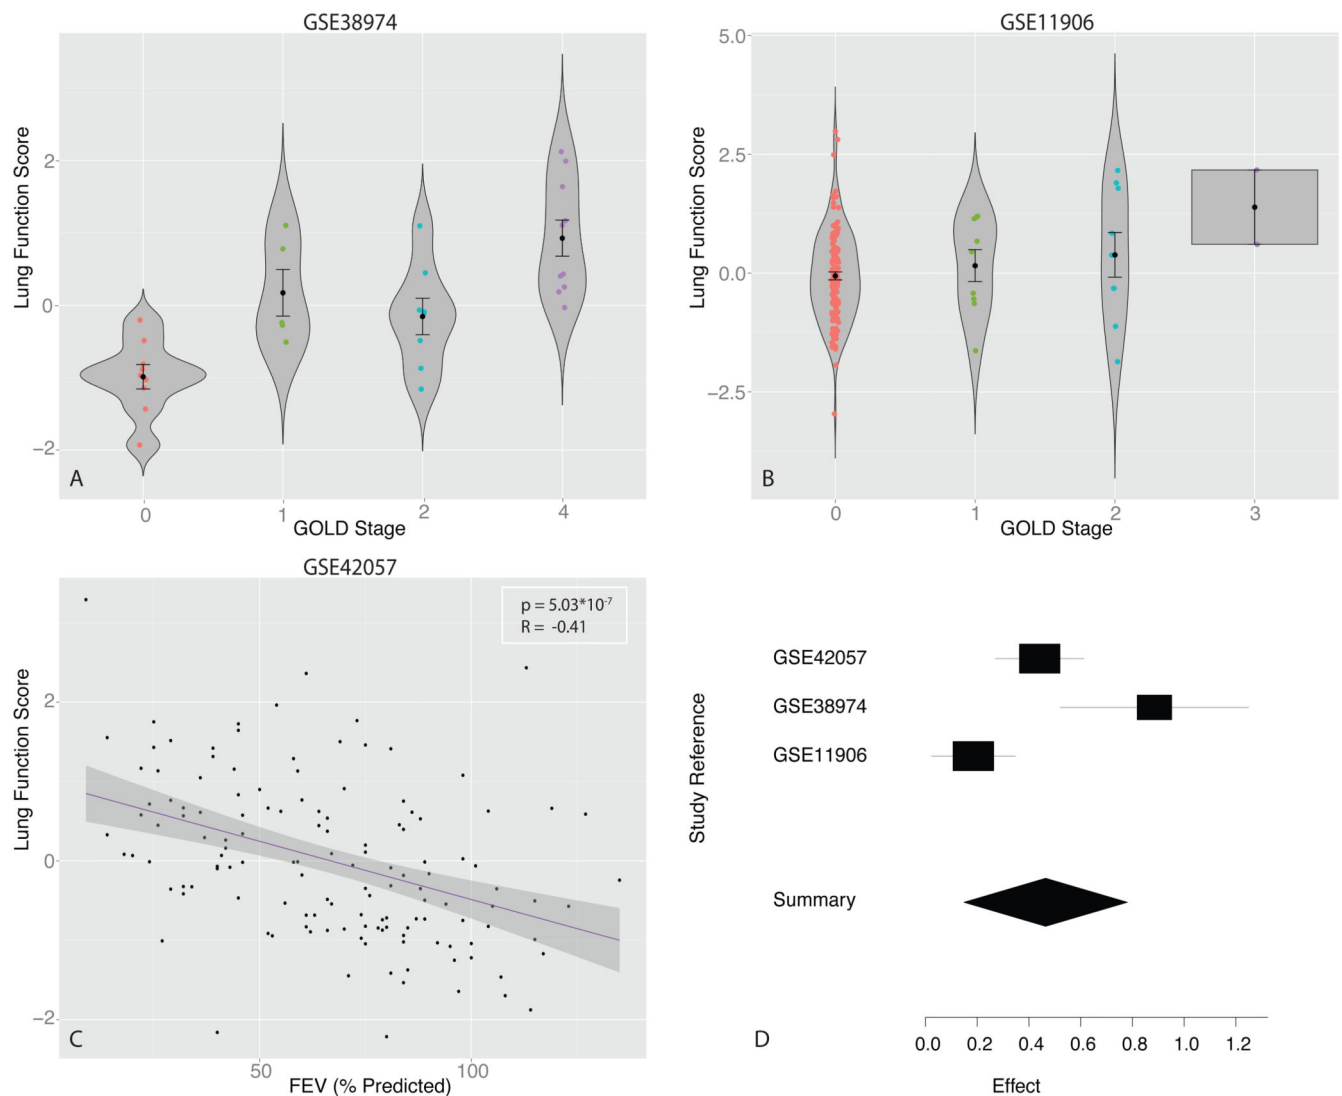 GSE38974
Lung Function Score
2
0
−2
A
0 1 2 4
GOLD Stage
GSE11906
Lung Function Score
5.0
2.5
0.0
−2.5
B
0 1 2 3
GOLD Stage
GSE42057
p = 5.03*10-7
R = -0.41
Lung Function Score
2
0
−2
C
50 100
FEV (% Predicted)
Study Reference
GSE42057
GSE38974
GSE11906
Summary
D
0.0 0.2 0.4 0.6 0.8 1.0 1.2
Effect